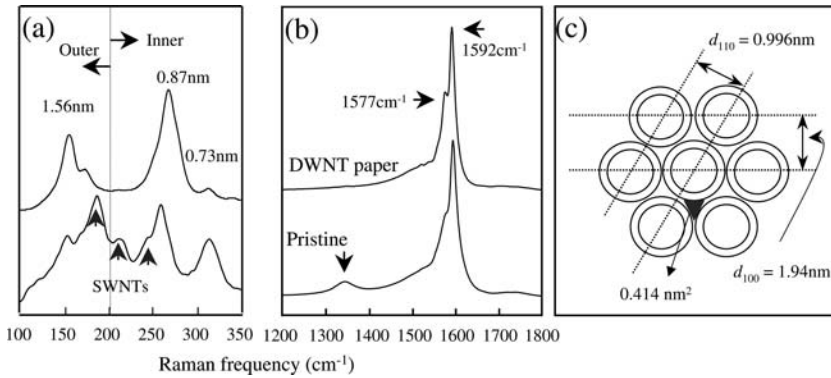 (a)
Outer
Inner
1.56nm
0.87nm
0.73nm
SWNTs
100 150 200 250 300 350
(b)
1592cm⁻¹
1577cm⁻¹
DWNT paper
Pristine
1200 1300 1400 1500 1600 1700 1800
Raman frequency (cm⁻¹)
(c)
d₁₁₀ = 0.996nm
d₁₀₀ = 1.94nm
0.414 nm²